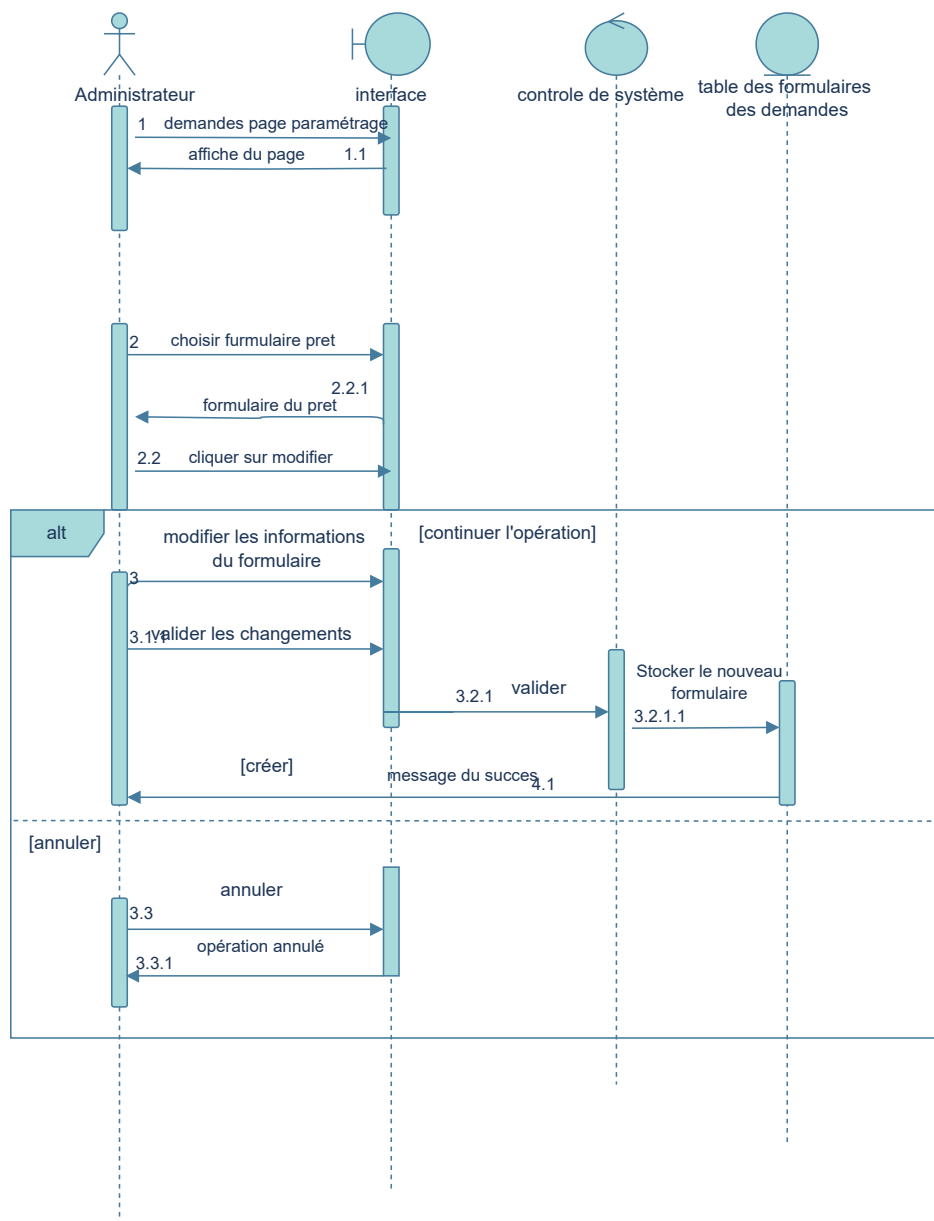 Administrateur
interface
controle de système
table des formulaires
des demandes
1 demandes page paramétrage
affiche du page 1.1
2 choisir furmulaire pret
2.2.1
formulaire du pret
2.2 cliquer sur modifier
alt
[continuer l'opération]
modifier les informations
du formulaire
3
3.1.1
valider les changements
Stocker le nouveau
formulaire
3.2.1 valider
3.2.1.1
[créer]
message du succes
4.1
[annuler]
annuler
3.3
opération annulé
3.3.1